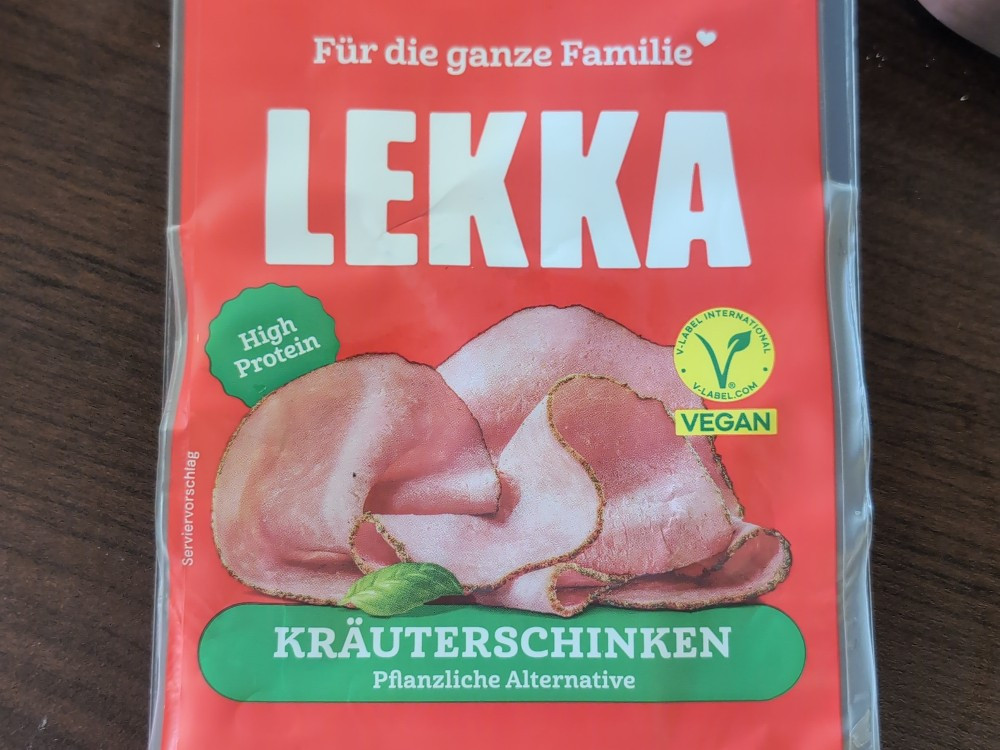 Für die ganze Familie
LEKKA
High
Protein
V-LABEL INTERNATIONAL
V-LABEL.COM
VEGAN
Serviervorschlag
KRÄUTERSCHINKEN
Pflanzliche Alternative